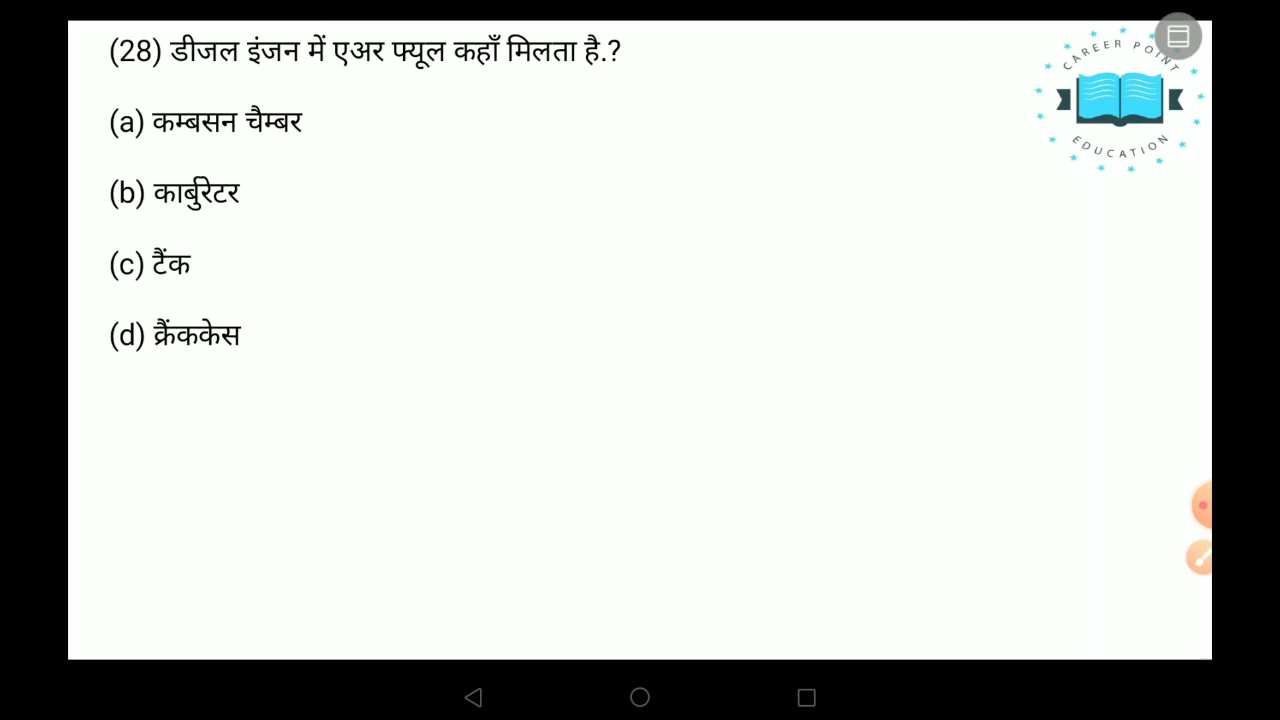 (28) डीजल इंजन में एअर फ्यूल कहाँ मिलता है.?
CAREER POINT
(a) कम्बसन चैम्बर
EDUCATION
(b) कार्बुरेटर
(c) टैंक
(d) क्रैंककेस